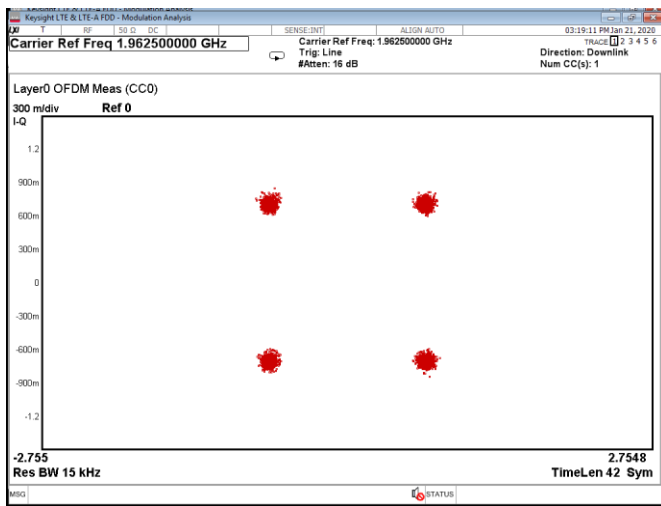 Keysight LTE & LTE-A FDD - Modulation Analysis
LXI T RF 50 Ω DC SENSE:INT ALIGN AUTO 03:19:11 PM Jan 21, 2020
Carrier Ref Freq 1.962500000 GHz Carrier Ref Freq: 1.962500000 GHz TRACE 1 2 3 4 5 6
Trig: Line Direction: Downlink
#Atten: 16 dB Num CC(s): 1
Layer0 OFDM Meas (CC0)
300 m/div Ref 0
I-Q
1.2
900m
600m
300m
0
-300m
-600m
-900m
-1.2
-2.755 2.7548
Res BW 15 kHz TimeLen 42 Sym
MSG STATUS